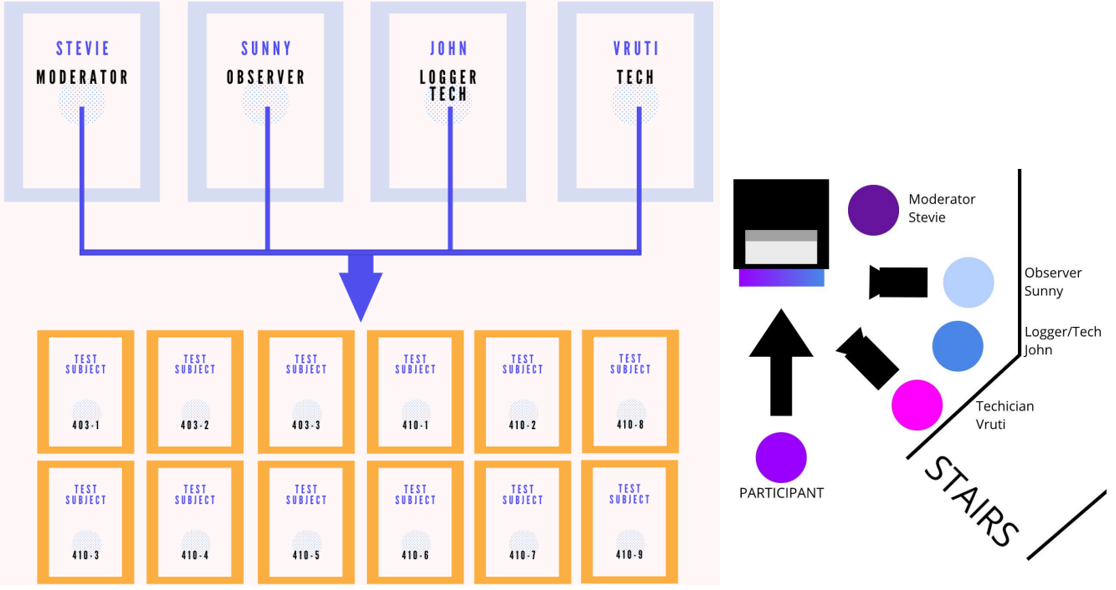 STEVIE
MODERATOR
SUNNY
OBSERVER
JOHN
LOGGER
TECH
VRUTI
TECH
TEST
SUBJECT
403-1
TEST
SUBJECT
403-2
TEST
SUBJECT
403-3
TEST
SUBJECT
410-1
TEST
SUBJECT
410-2
TEST
SUBJECT
410-8
TEST
SUBJECT
410-3
TEST
SUBJECT
410-4
TEST
SUBJECT
410-5
TEST
SUBJECT
410-6
TEST
SUBJECT
410-7
TEST
SUBJECT
410-9
Moderator
Stevie
Observer
Sunny
Logger/Tech
John
Techician
Vruti
PARTICIPANT
STAIRS